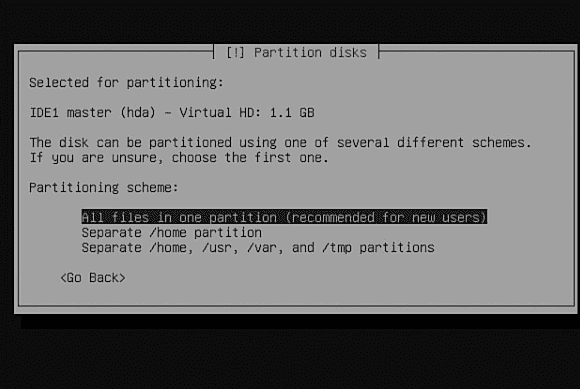 [!] Partition disks
Selected for partitioning:
IDE1 master (hda) - Virtual HD: 1.1 GB
The disk can be partitioned using one of several different schemes.
If you are unsure, choose the first one.
Partitioning scheme:
All files in one partition (recommended for new users)
Separate /home partition
Separate /home, /usr, /var, and /tmp partitions
<Go Back>